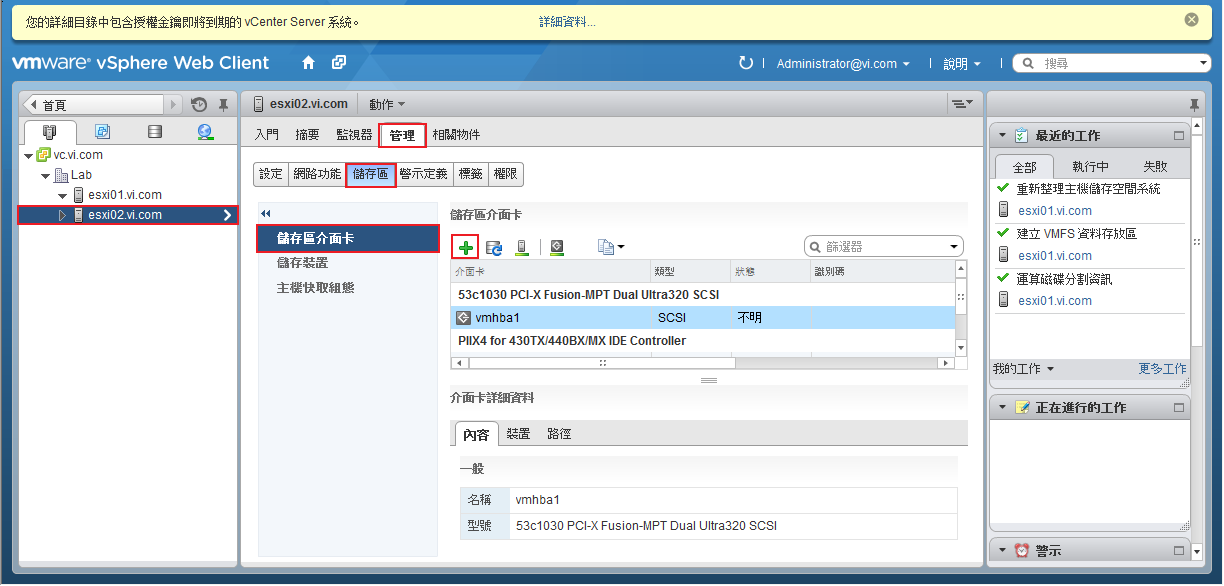 您的詳細目錄中包含授權金鑰即將到期的 vCenter Server 系統。 詳細資料...
vmware® vSphere Web Client
Administrator@vi.com 說明 搜尋
首頁
vc.vi.com
Lab
esxi01.vi.com
esxi02.vi.com
esxi02.vi.com 動作
入門 摘要 監視器 管理 相關物件
設定 網路功能 儲存區 警示定義 標籤 權限
儲存區介面卡
儲存裝置
主機快取組態
儲存區介面卡
篩選器
介面卡 類型 狀態 識別碼
53c1030 PCI-X Fusion-MPT Dual Ultra320 SCSI
vmhba1 SCSI 不明
PIIX4 for 430TX/440BX/MX IDE Controller
介面卡詳細資料
內容 裝置 路徑
一般
名稱 vmhba1
型號 53c1030 PCI-X Fusion-MPT Dual Ultra320 SCSI
最近的工作
全部 執行中 失敗
重新整理主機儲存空間系統
esxi01.vi.com
建立 VMFS 資料存放區
esxi01.vi.com
運算磁碟分割資訊
esxi01.vi.com
我的工作 更多工作
正在進行的工作
警示